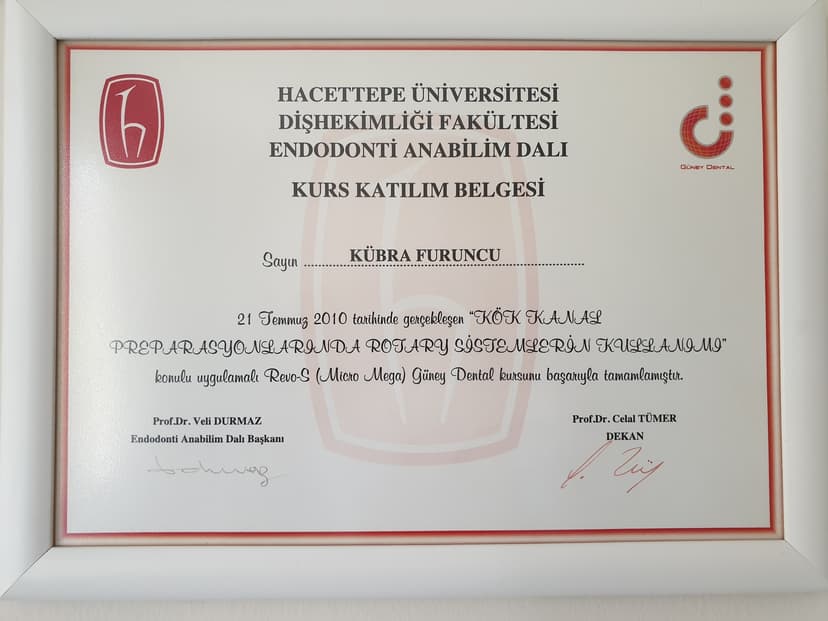 HACETTEPE ÜNİVERSİTESİ
DİŞHEKİMLİĞİ FAKÜLTESİ
ENDODONTİ ANABİLİM DALI
KURS KATILIM BELGESİ
GÜNEY DENTAL
Sayın ........ KÜBRA FURUNCU ........
21 Temmuz 2010 tarihinde gerçekleşen "KÖK KANAL
PREPARASYONLARINDA ROTARY SİSTEMLERİN KULLANIMI"
konulu uygulamalı Revo-S (Micro Mega) Güney Dental kursunu başarıyla tamamlamıştır.
Prof.Dr. Veli DURMAZ
Endodonti Anabilim Dalı Başkanı
Prof.Dr. Celal TÜMER
DEKAN